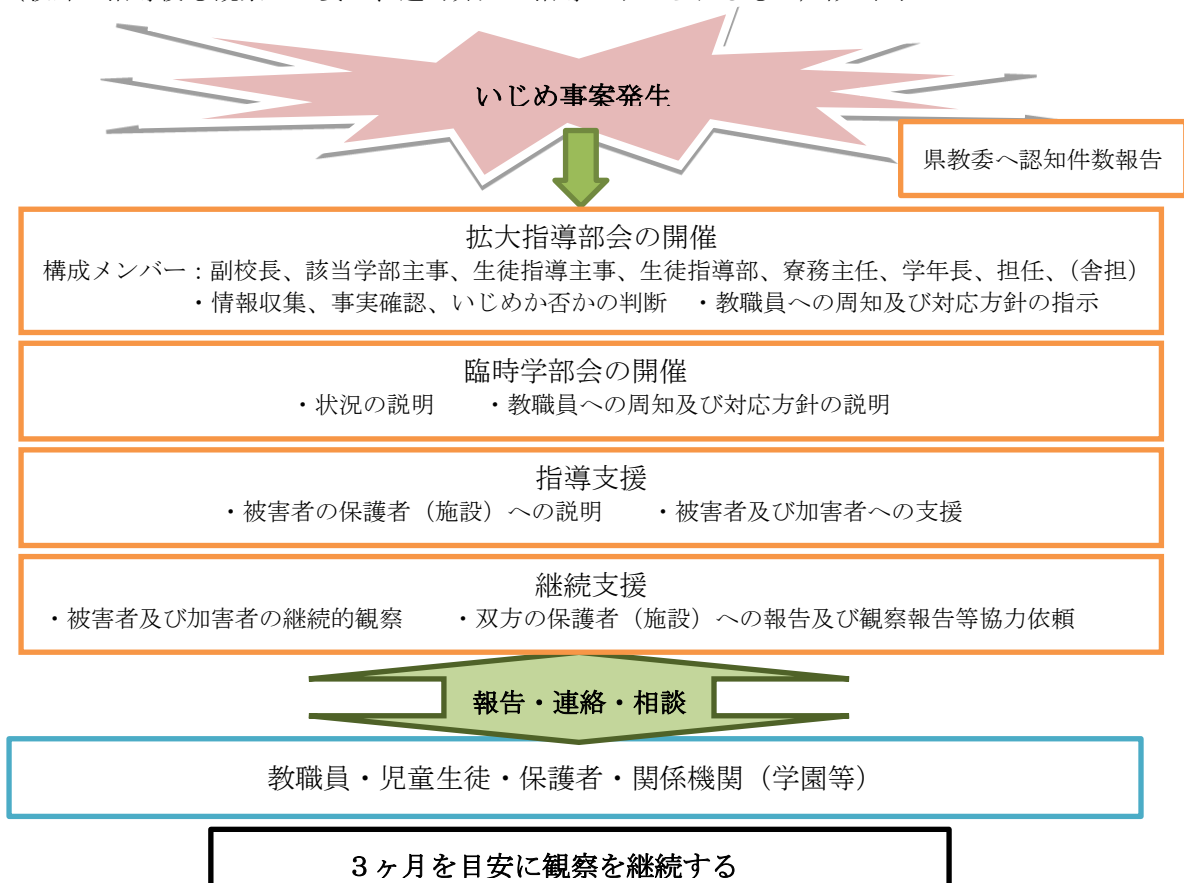 いじめ事案発生
県教委へ認知件数報告
拡大指導部会の開催
構成メンバー：副校長、該当学部主事、生徒指導主事、生徒指導部、寮務主任、学年長、担任、（舎担）
・情報収集、事実確認、いじめか否かの判断　・教職員への周知及び対応方針の指示
臨時学部会の開催
・状況の説明　　・教職員への周知及び対応方針の説明
指導支援
・被害者の保護者（施設）への説明　　・被害者及び加害者への支援
継続支援
・被害者及び加害者の継続的観察　　・双方の保護者（施設）への報告及び観察報告等協力依頼
報告・連絡・相談
教職員・児童生徒・保護者・関係機関（学園等）
３ヶ月を目安に観察を継続する